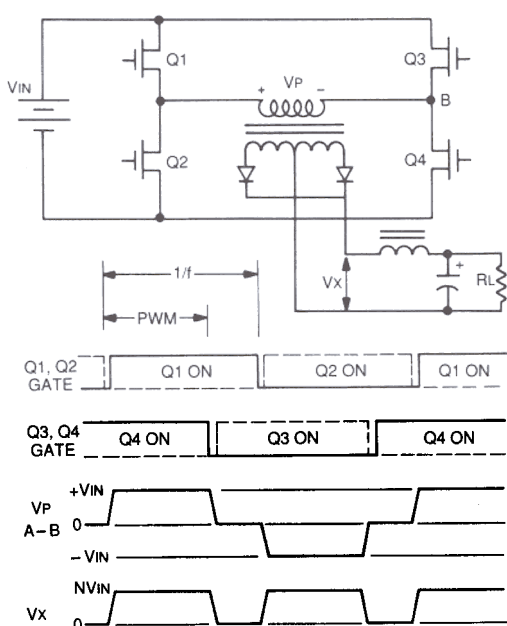 VIN
Q1
+ VP -
Q3
B
Q2
Q4
1/f
PWM
VX
+
RL
Q1, Q2
GATE
Q1 ON
Q2 ON
Q1 ON
Q3, Q4
GATE
Q4 ON
Q3 ON
Q4 ON
VP
A-B
+VIN
0
-VIN
VX
NVIN
0